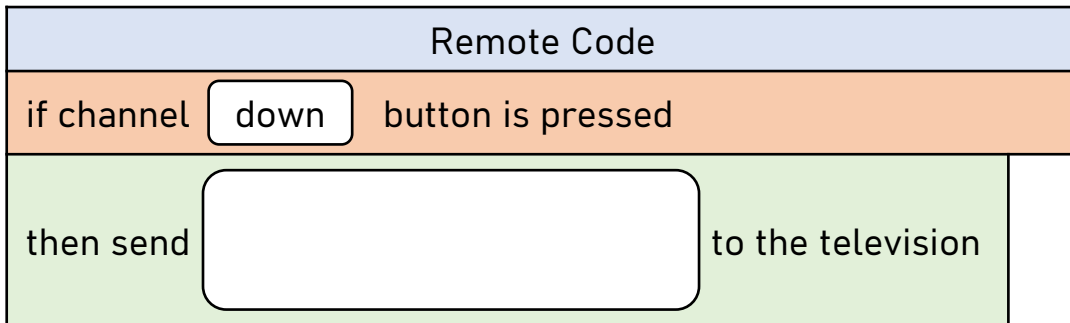 Remote Code
if channel down button is pressed
then send to the television